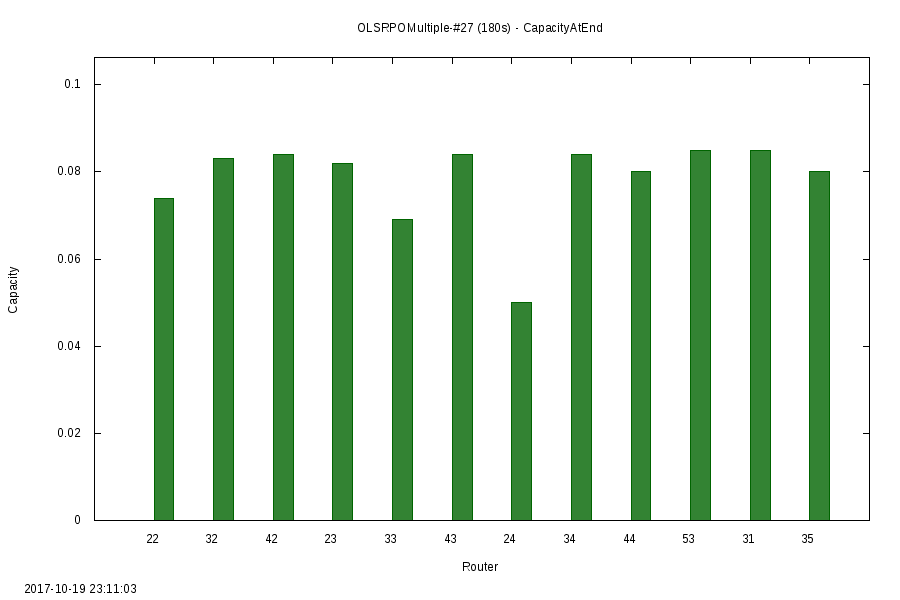 OLSRPOMultiple-#27 (180s) - CapacityAtEnd
0.1
0.08
0.06
0.04
0.02
0
Capacity
22 32 42 23 33 43 24 34 44 53 31 35
Router
2017-10-19 23:11:03